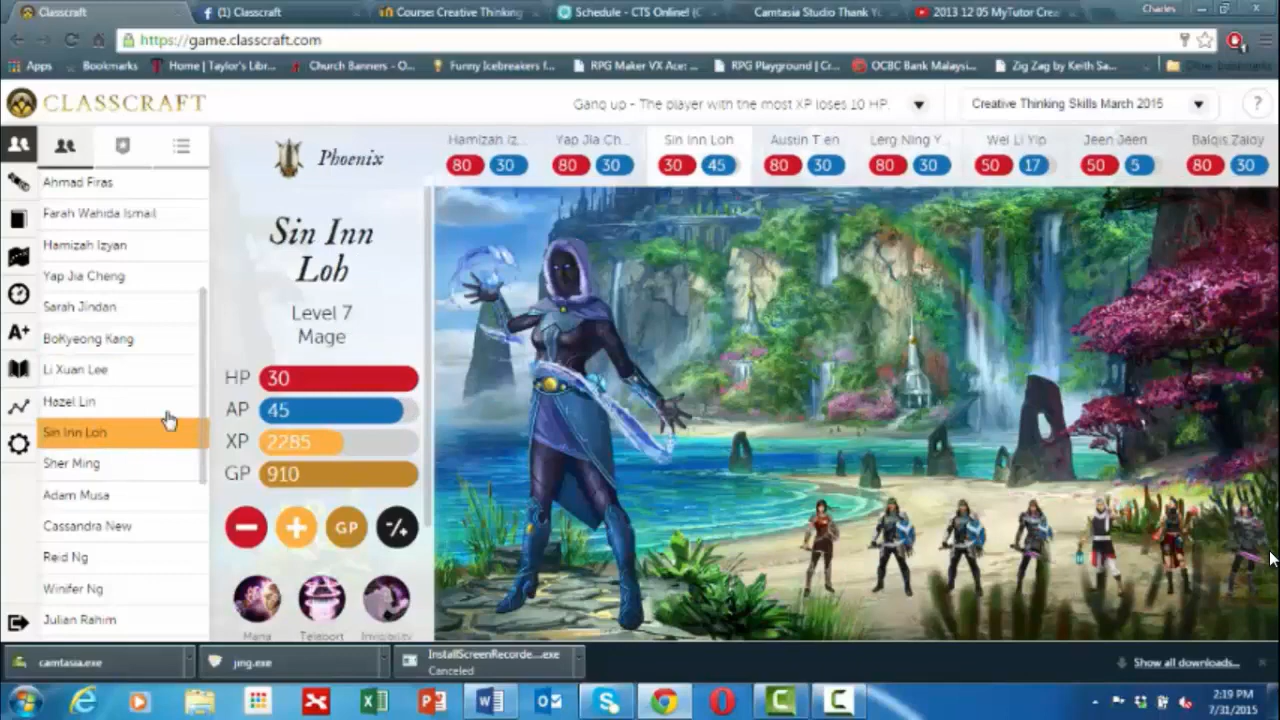 Classcraft
(1) Classcraft
Course: Creative Thinking
Schedule - CTS Online! (
Camtasia Studio Thank Y
2013 12 05 MyTutor Cre
Charles
https://game.classcraft.com
Apps
Bookmarks
Home | Taylor's Libr...
Church Banners - O...
Funny Icebreakers f...
RPG Maker VX Ace: ...
RPG Playground | Cr...
OCBC Bank Malaysi...
Zig Zag by Keith Sa...
Other bookmarks
CLASSCRAFT
Gang up - The player with the most XP loses 10 HP.
Creative Thinking Skills March 2015
?
Hamizah Iz...
Yap Jia Ch...
Sin Inn Loh
Austin T'en
Lerg Ning Y...
Wei Li Yip
Jeen Jeen
Balqis Zaloy
80 30
80 30
30 45
80 30
80 30
50 17
50 5
80 30
Ahmad Firas
Farah Wahida Ismail
Hamizah Izyan
Yap Jia Cheng
Sarah Jindan
BoKyeong Kang
Li Xuan Lee
Hazel Lin
Sin Inn Loh
Sher Ming
Adam Musa
Cassandra New
Reid Ng
Winifer Ng
Julian Rahim
A+
Phoenix
Sin Inn
Loh
Level 7
Mage
HP 30
AP 45
XP 2285
GP 910
GP
Mana
Teleport
Invisibility
camtasia.exe
jing.exe
InstallScreenRecorde....exe
Canceled
Show all downloads...
2:19 PM
7/31/2015